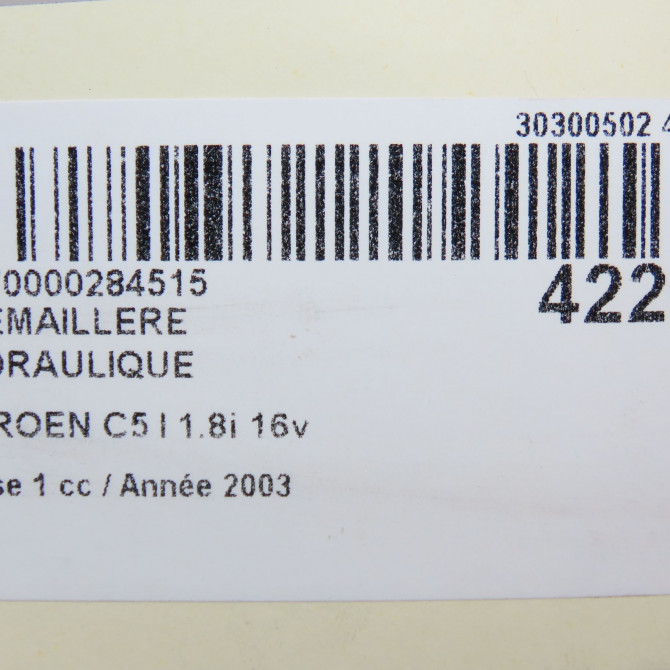 30300502 4
0000284515
422
EMAILLERE
DRAULIQUE
ROEN C5 I 1.8i 16v
se 1 cc / Année 2003